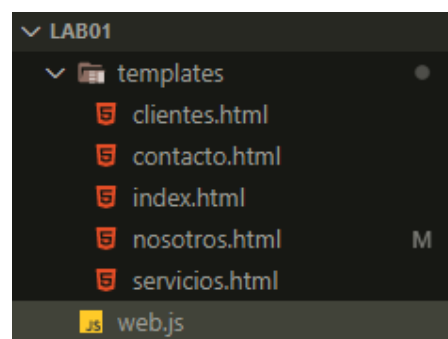 LAB01
templates
clientes.html
contacto.html
index.html
nosotros.html M
servicios.html
JS web.js